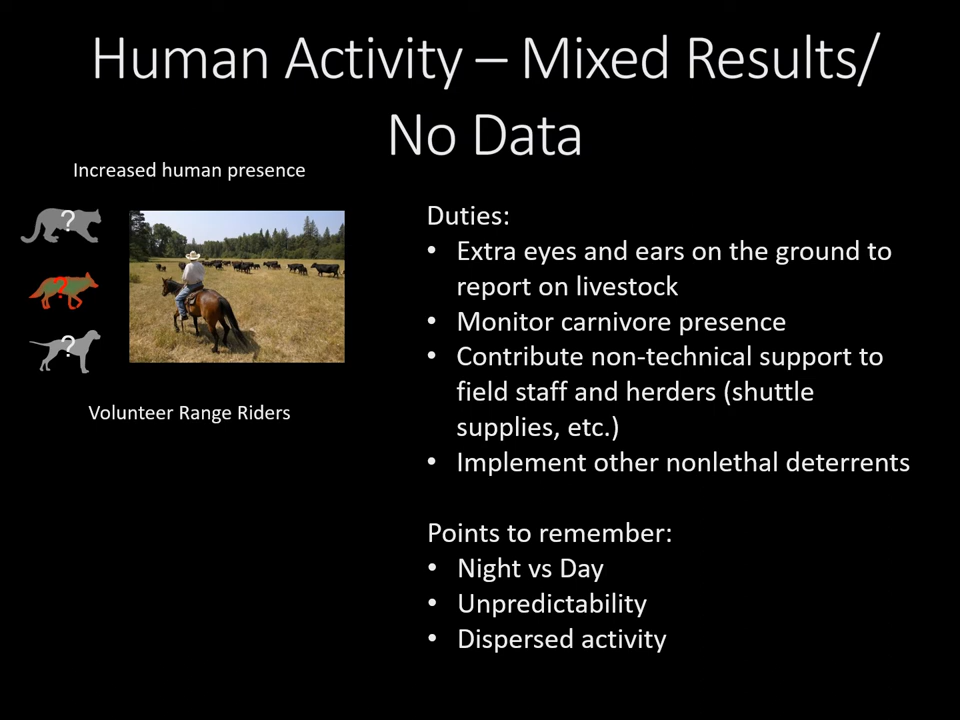 Human Activity – Mixed Results/
No Data
Increased human presence
?
?
?
Volunteer Range Riders
Duties:
• Extra eyes and ears on the ground to
report on livestock
• Monitor carnivore presence
• Contribute non-technical support to
field staff and herders (shuttle
supplies, etc.)
• Implement other nonlethal deterrents
Points to remember:
• Night vs Day
• Unpredictability
• Dispersed activity